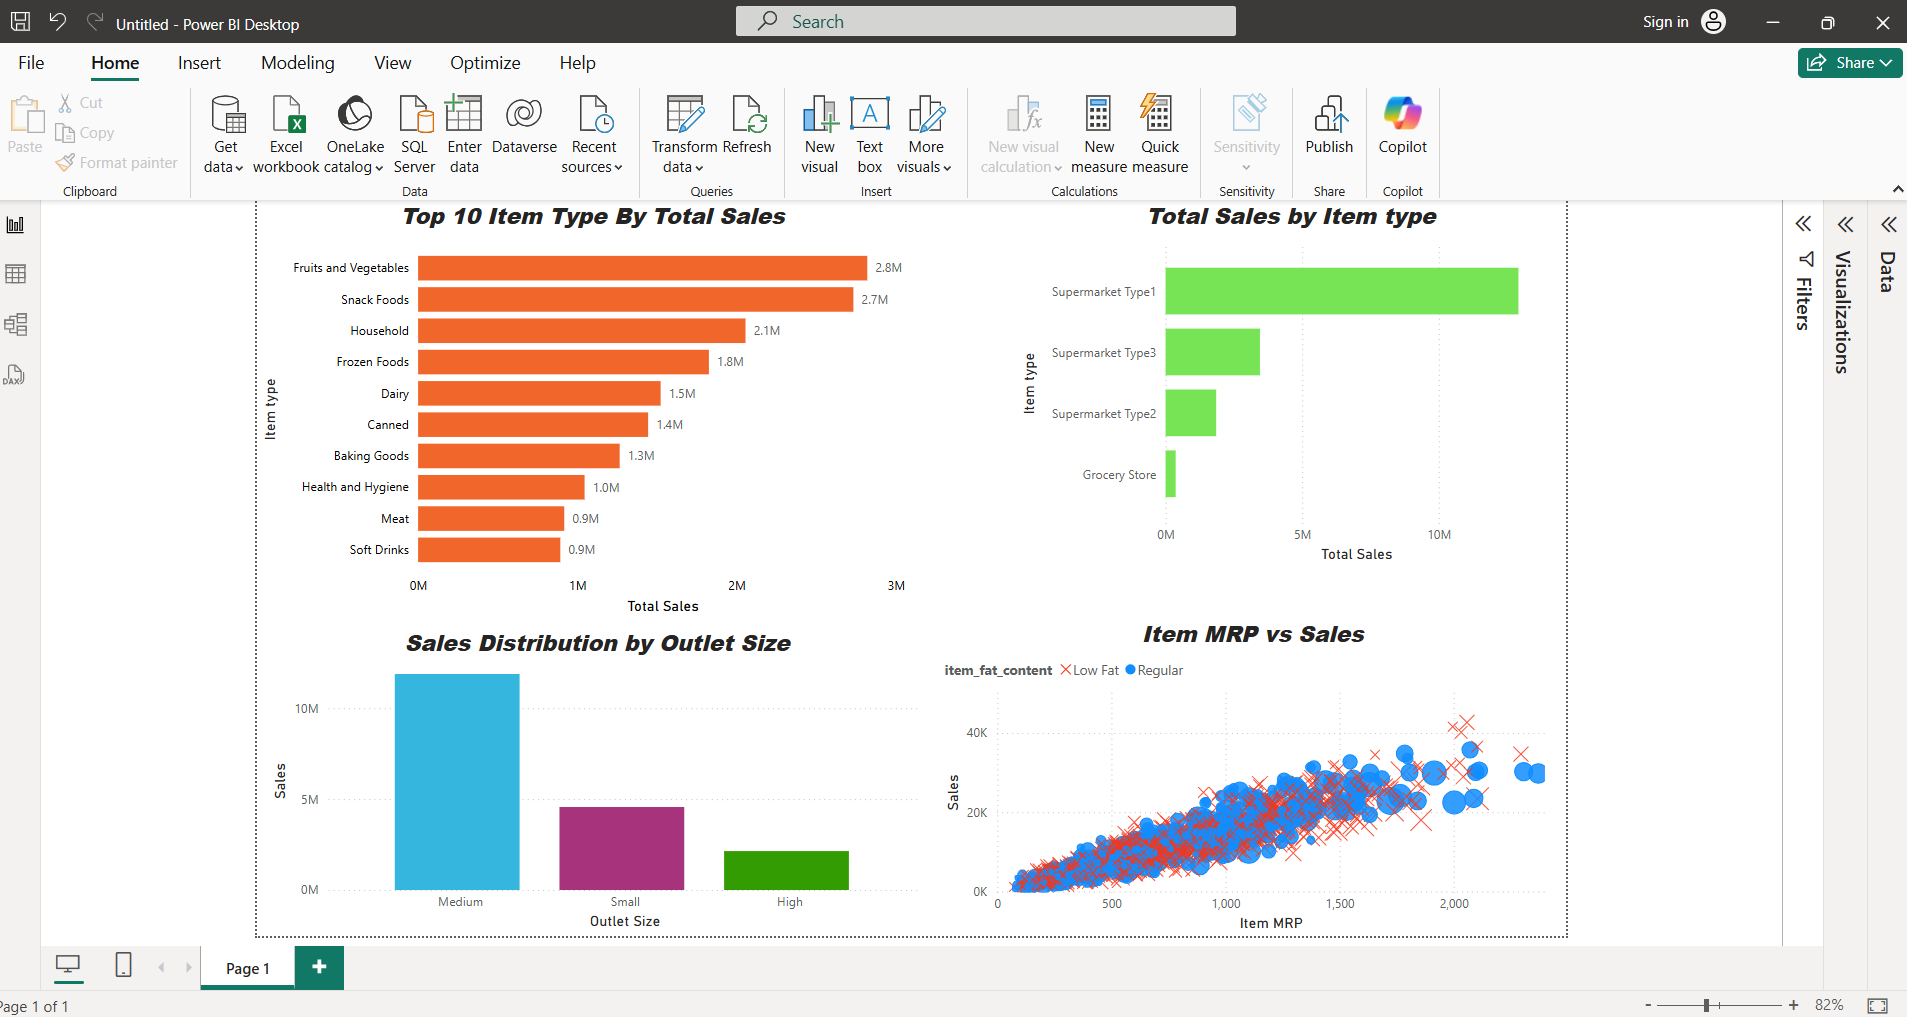 Untitled - Power BI Desktop
Search
Sign in
File
Home
Insert
Modeling
View
Optimize
Help
Share
Paste
Cut
Copy
Format painter
Clipboard
Get data
Excel workbook
OneLake catalog
SQL Server
Enter data
Dataverse
Recent sources
Data
Transform data
Refresh
Queries
New visual
Text box
More visuals
Insert
New visual calculation
New measure
Quick measure
Calculations
Sensitivity
Sensitivity
Publish
Share
Copilot
Copilot
DAX
Top 10 Item Type By Total Sales
Item type
Fruits and Vegetables 2.8M
Snack Foods 2.7M
Household 2.1M
Frozen Foods 1.8M
Dairy 1.5M
Canned 1.4M
Baking Goods 1.3M
Health and Hygiene 1.0M
Meat 0.9M
Soft Drinks 0.9M
0M 1M 2M 3M
Total Sales
Total Sales by Item type
Item type
Supermarket Type1
Supermarket Type3
Supermarket Type2
Grocery Store
0M 5M 10M
Total Sales
Sales Distribution by Outlet Size
Sales
10M
5M
0M
Medium Small High
Outlet Size
Item MRP vs Sales
item_fat_content Low Fat Regular
Sales
40K
20K
0K
0 500 1,000 1,500 2,000
Item MRP
Filters
Visualizations
Data
Page 1
+
Page 1 of 1
- + 82%